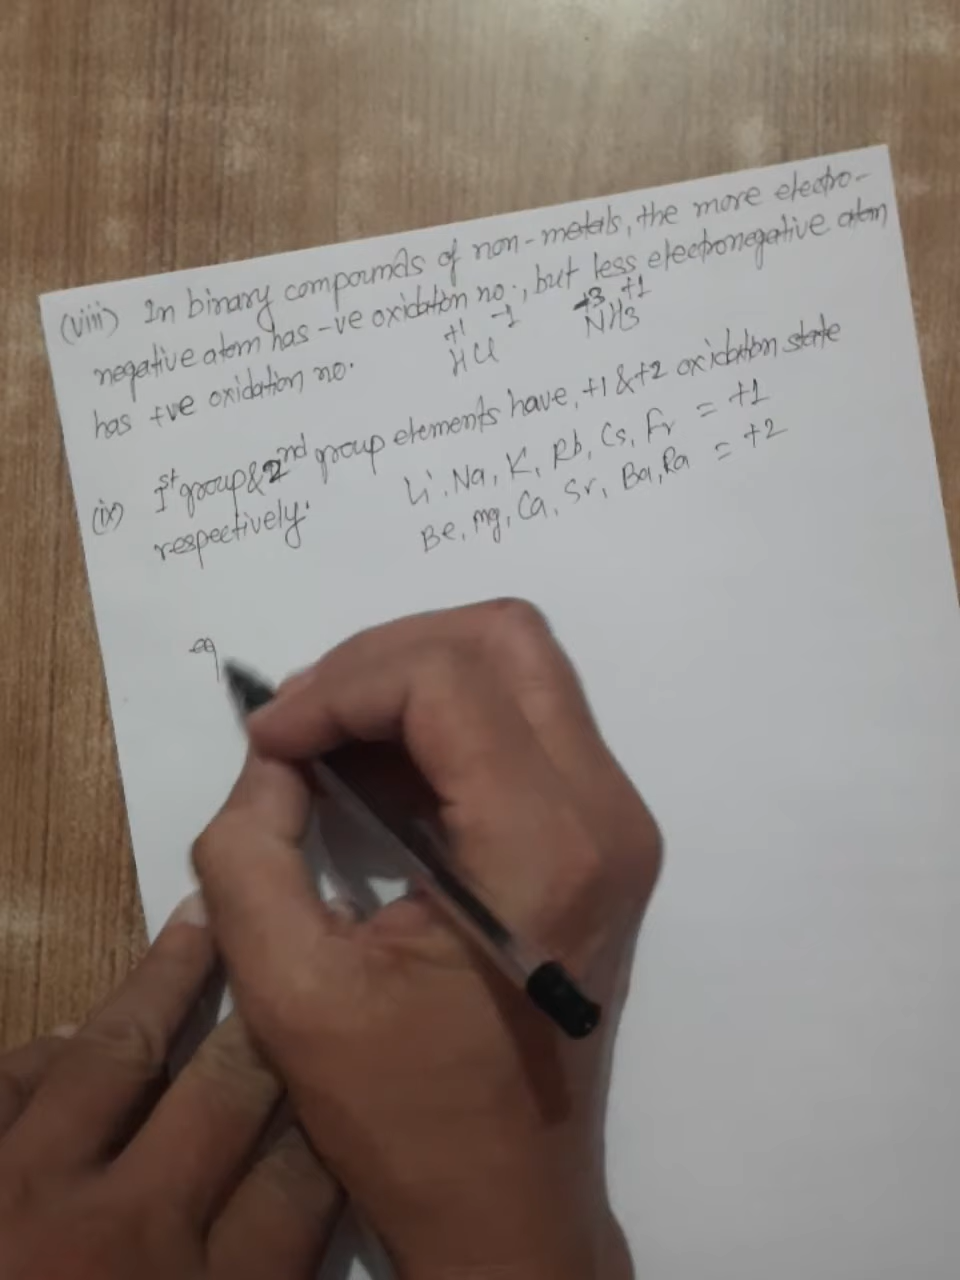 (viii) In binary compounds of non-metals, the more electro-
negative atom has -ve oxidation no., but less electronegative atom
has +ve oxidation no.
+1 -1
HCl
+1
NH3
(ix) Ist group & 2nd group elements have, +1 & +2 oxidation state
respectively.
Li, Na, K, Rb, Cs, Fr = +1
Be, Mg, Ca, Sr, Ba, Ra = +2
eg